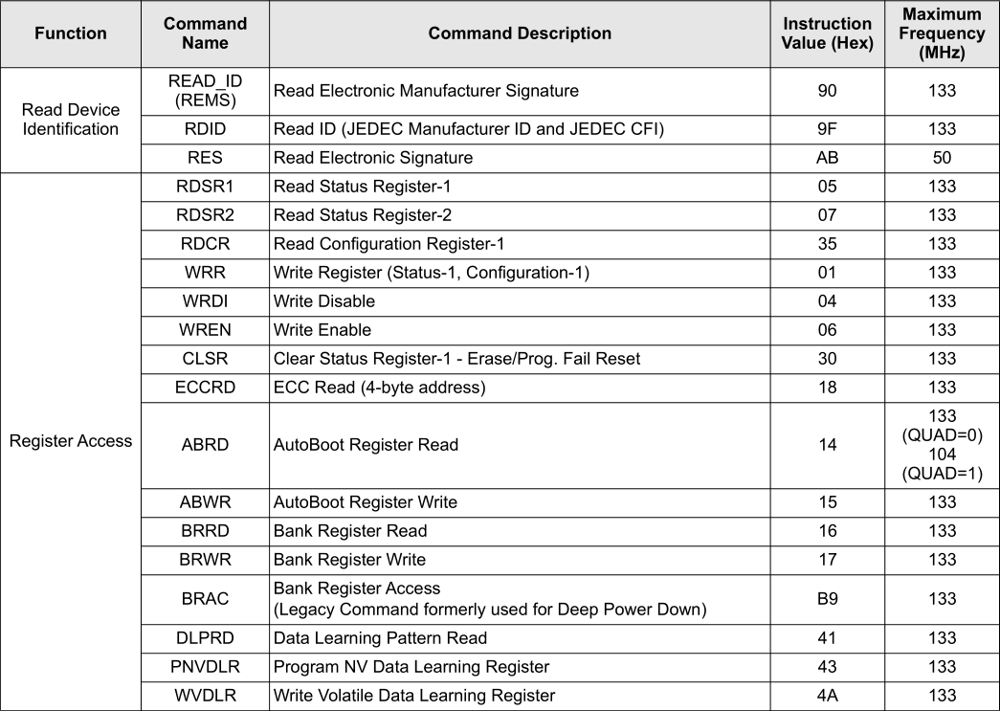 Function Command Name Command Description Instruction Value (Hex) Maximum Frequency (MHz)
Read Device Identification
READ_ID (REMS) Read Electronic Manufacturer Signature 90 133
RDID Read ID (JEDEC Manufacturer ID and JEDEC CFI) 9F 133
RES Read Electronic Signature AB 50
Register Access
RDSR1 Read Status Register-1 05 133
RDSR2 Read Status Register-2 07 133
RDCR Read Configuration Register-1 35 133
WRR Write Register (Status-1, Configuration-1) 01 133
WRDI Write Disable 04 133
WREN Write Enable 06 133
CLSR Clear Status Register-1 - Erase/Prog. Fail Reset 30 133
ECCRD ECC Read (4-byte address) 18 133
ABRD AutoBoot Register Read 14 133 (QUAD=0) 104 (QUAD=1)
ABWR AutoBoot Register Write 15 133
BRRD Bank Register Read 16 133
BRWR Bank Register Write 17 133
BRAC Bank Register Access (Legacy Command formerly used for Deep Power Down) B9 133
DLPRD Data Learning Pattern Read 41 133
PNVDLR Program NV Data Learning Register 43 133
WVDLR Write Volatile Data Learning Register 4A 133